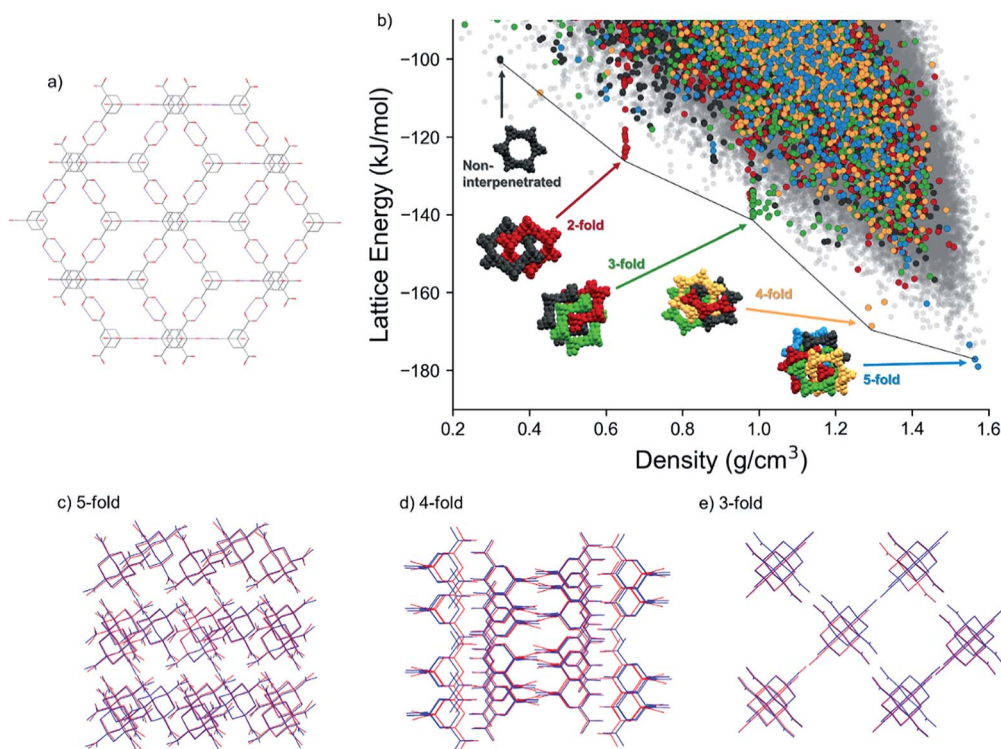 a)
b)
Lattice Energy (kJ/mol)
−100
−120
−140
−160
−180
Non-
interpenetrated
2-fold
3-fold
4-fold
5-fold
0.2 0.4 0.6 0.8 1.0 1.2 1.4 1.6
Density (g/cm³)
c) 5-fold
d) 4-fold
e) 3-fold